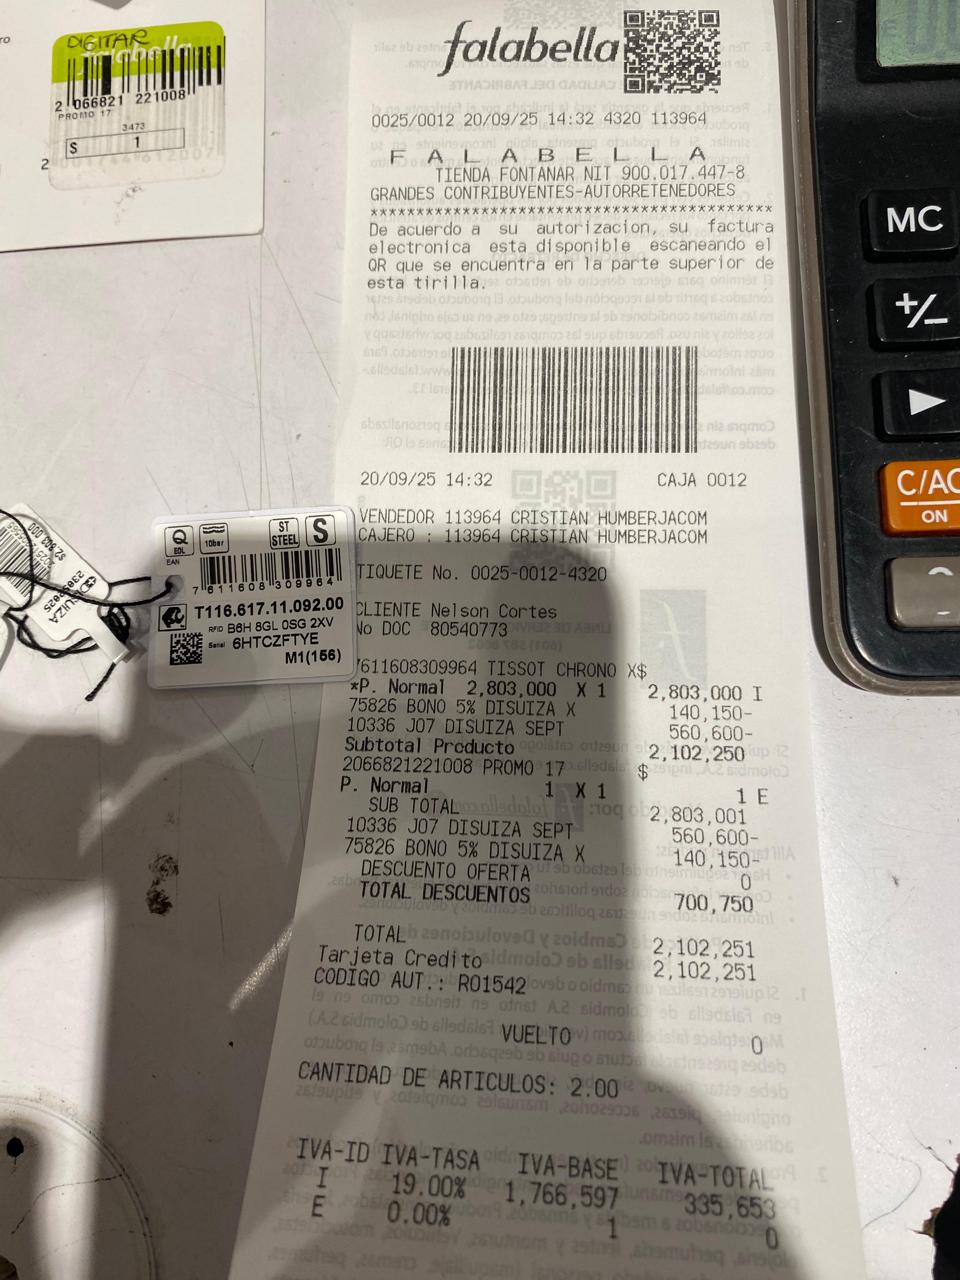 DIGITAR
falabella
2 066821 221008
PROMO 17
3473
$ 1
falabella
0025/0012 20/09/25 14:32 4320 113964
F A L A B E L L A
TIENDA FONTANAR NIT 900.017.447-8
GRANDES CONTRIBUYENTES-AUTORRETENEDORES
De acuerdo a su autorizacion, su factura
electronica esta disponible escaneando el
QR que se encuentra en la parte superior de
esta tirilla.
20/09/25 14:32 CAJA 0012
VENDEDOR 113964 CRISTIAN HUMBERJACOM
CAJERO : 113964 CRISTIAN HUMBERJACOM
TIQUETE No. 0025-0012-4320
CLIENTE Nelson Cortes
No DOC 80540773
7611608309964 TISSOT CHRONO X$
*P. Normal 2,803,000 X 1 2,803,000 I
75826 BONO 5% DISUIZA X 140,150-
10336 J07 DISUIZA SEPT 560,600-
Subtotal Producto 2,102,250
2066821221008 PROMO 17 $
P. Normal 1 X 1 1 E
SUB TOTAL 2,803,001
10336 J07 DISUIZA SEPT 560,600-
75826 BONO 5% DISUIZA X 140,150-
DESCUENTO OFERTA 0
TOTAL DESCUENTOS 700,750
TOTAL 2,102,251
Tarjeta Credito 2,102,251
CODIGO AUT.: R01542
VUELTO 0
CANTIDAD DE ARTICULOS: 2.00
IVA-ID IVA-TASA IVA-BASE IVA-TOTAL
I 19.00% 1,766,597 335,653
E 0.00% 1 0
Q
EOL
10bar
ST
STEEL
S
EAN
7 611608 309964
T116.617.11.092.00
RFID B6H 8GL 0SG 2XV
Serial 6HTCZFTYE
M1(156)
MC
+/−
C/AC
ON